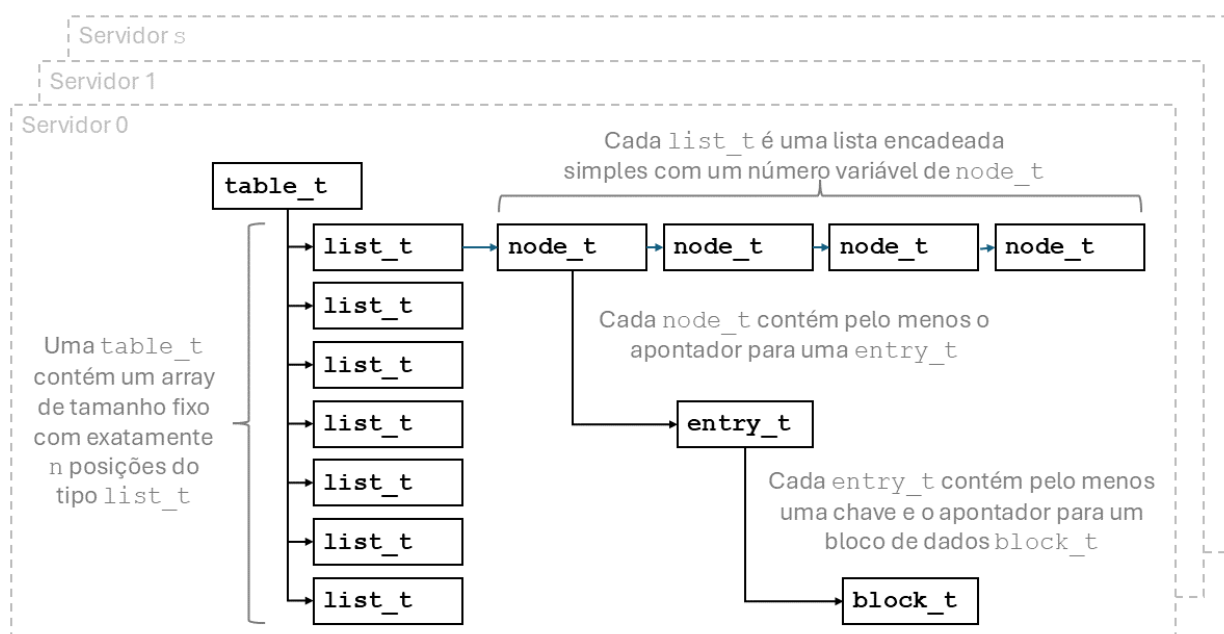 Servidor s
Servidor 1
Servidor 0
Cada list_t é uma lista encadeada
simples com um número variável de node_t
table_t
list_t
node_t
node_t
node_t
node_t
list_t
list_t
list_t
list_t
list_t
list_t
Uma table_t
contém um array
de tamanho fixo
com exatamente
n posições do
tipo list_t
Cada node_t contém pelo menos o
apontador para uma entry_t
entry_t
Cada entry_t contém pelo menos
uma chave e o apontador para um
bloco de dados block_t
block_t